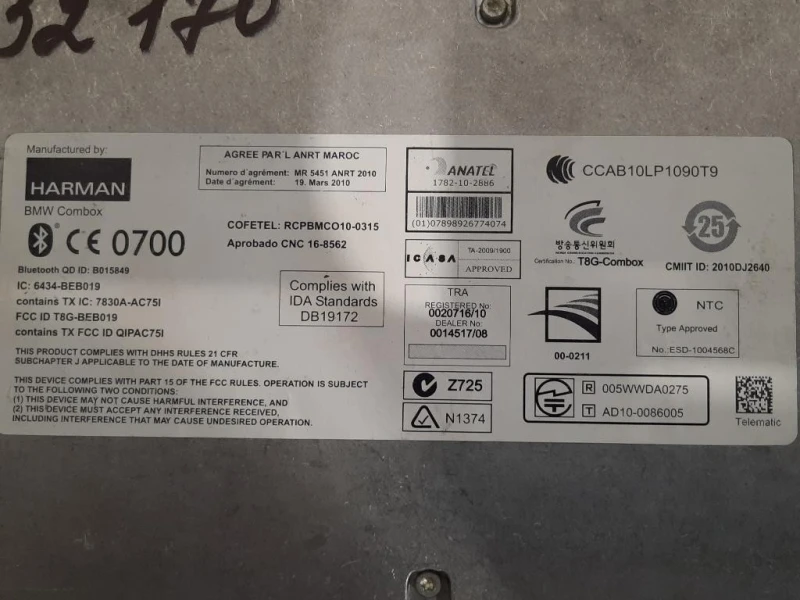 32 170
Manufactured by:
HARMAN
BMW Combox
CE 0700
Bluetooth QD ID: B015849
IC: 6434-BEB019
contains TX IC: 7830A-AC75I
FCC ID T8G-BEB019
contains TX FCC ID QIPAC75I
THIS PRODUCT COMPLIES WITH DHHS RULES 21 CFR
SUBCHAPTER J APPLICABLE TO THE DATE OF MANUFACTURE.
THIS DEVICE COMPLIES WITH PART 15 OF THE FCC RULES. OPERATION IS SUBJECT
TO THE FOLLOWING TWO CONDITIONS:
(1) THIS DEVICE MAY NOT CAUSE HARMFUL INTERFERENCE, AND
(2) THIS DEVICE MUST ACCEPT ANY INTERFERENCE RECEIVED,
INCLUDING INTERFERENCE THAT MAY CAUSE UNDESIRED OPERATION.
AGREE PAR'L ANRT MAROC
Numero d'agrément: MR 5451 ANRT 2010
Date d'agrément: 19. Mars 2010
COFETEL: RCPBMCO10-0315
Aprobado CNC 16-8562
Complies with
IDA Standards
DB19172
ANATEL
1782-10-2886
(01)07898926774074
ICASA
TA-2009/1900
APPROVED
TRA
REGISTERED No:
0020716/10
DEALER No:
0014517/08
Z725
N1374
CCAB10LP1090T9
방송통신위원회
Certification No. T8G-Combox
25
CMIIT ID: 2010DJ2640
00-0211
NTC
Type Approved
No.: ESD-1004568C
R 005WWDA0275
T AD10-0086005
Telematic